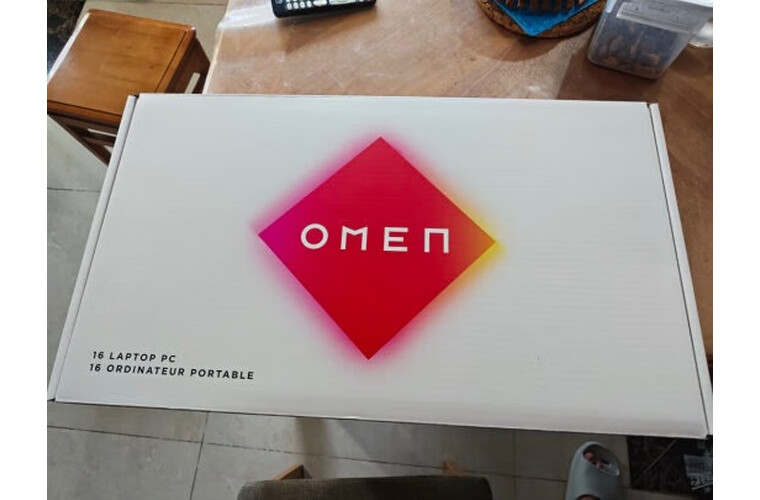 OMEN
16 LAPTOP PC
16 ORDINATEUR PORTABLE